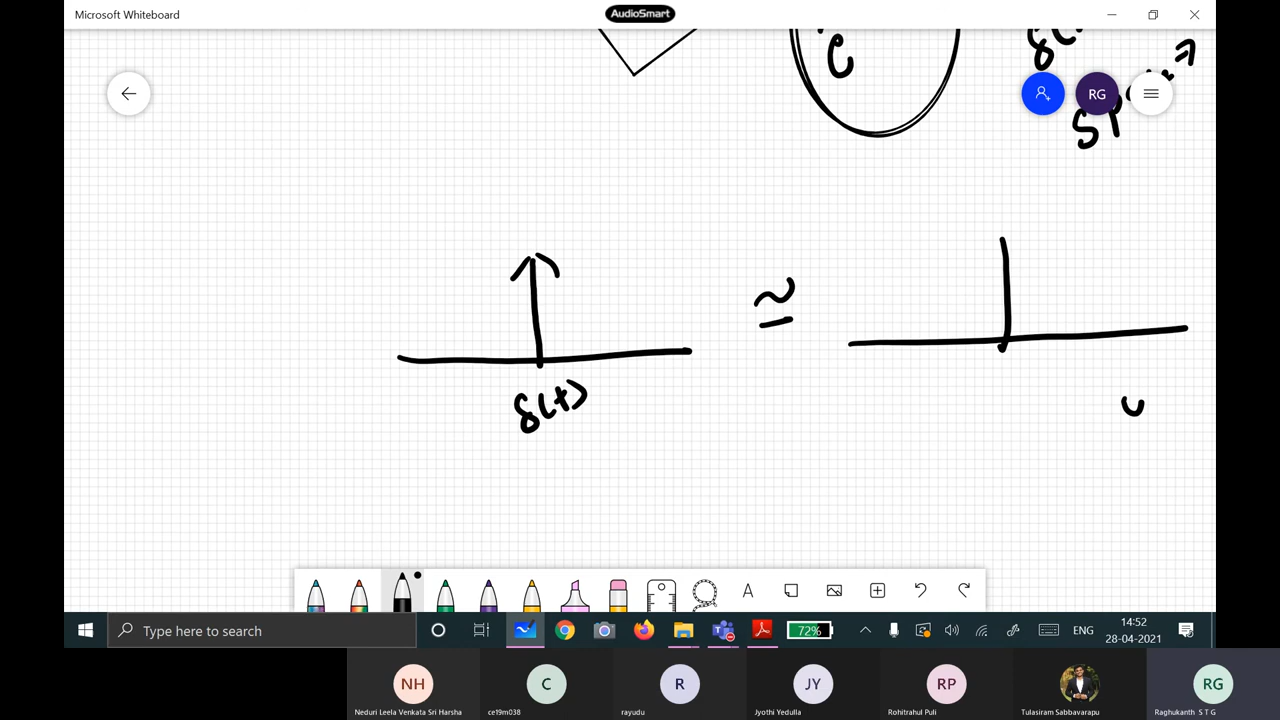 Microsoft Whiteboard
AudioSmart
e
RG
δ(t)
≃
A
Type here to search
72%
ENG
14:52
28-04-2021
NH
C
R
JY
RP
RG
Neduri Leela Venkata Sri Harsha
ce19m038
rayudu
Jyothi Yedulla
Rohitrahul Puli
Tulasiram Sabbavarapu
Raghukanth S T G